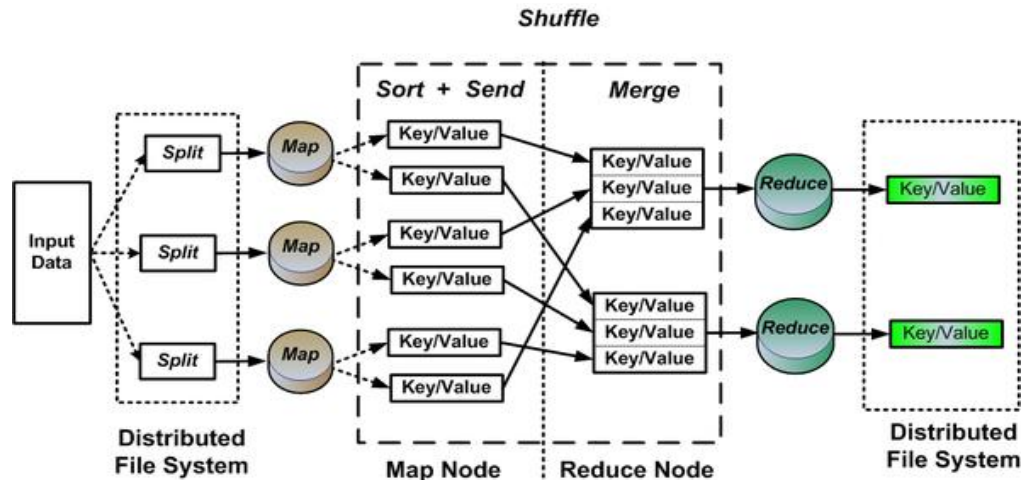 Shuffle
Sort + Send
Merge
Input
Data
Split
Split
Split
Map
Map
Map
Key/Value
Key/Value
Key/Value
Key/Value
Key/Value
Key/Value
Key/Value
Key/Value
Key/Value
Key/Value
Key/Value
Key/Value
Reduce
Reduce
Key/Value
Key/Value
Distributed
File System
Map Node
Reduce Node
Distributed
File System